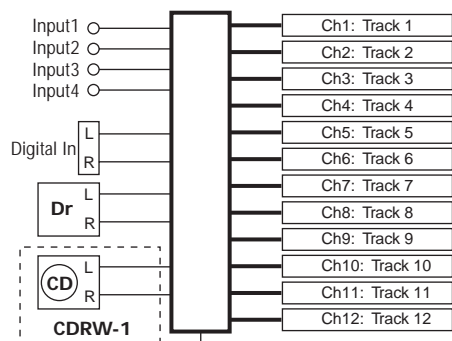 Input1
Input2
Input3
Input4
Digital In
L
R
Dr
L
R
CD
L
R
CDRW-1
Ch1: Track 1
Ch2: Track 2
Ch3: Track 3
Ch4: Track 4
Ch5: Track 5
Ch6: Track 6
Ch7: Track 7
Ch8: Track 8
Ch9: Track 9
Ch10: Track 10
Ch11: Track 11
Ch12: Track 12